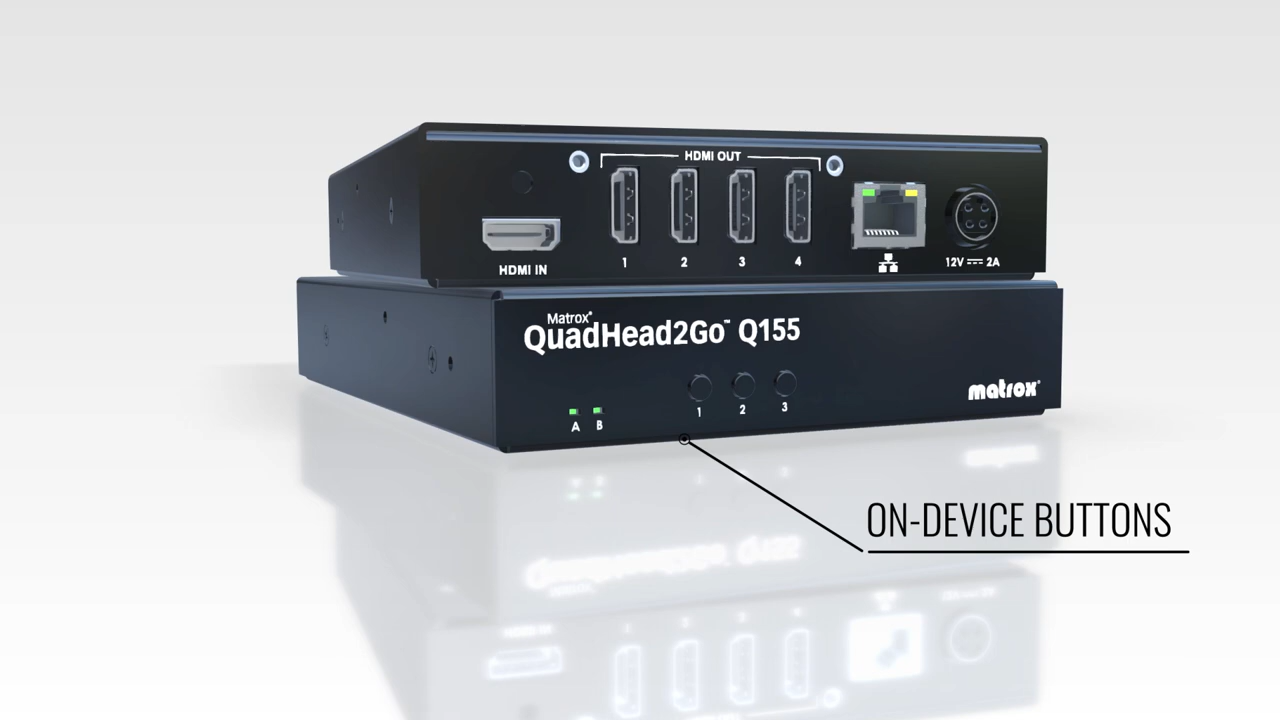 HDMI OUT
HDMI IN
1 2 3 4
12V ⎓ 2A
Matrox®
QuadHead2Go™ Q155
matrox®
A B
1 2 3
ON-DEVICE BUTTONS